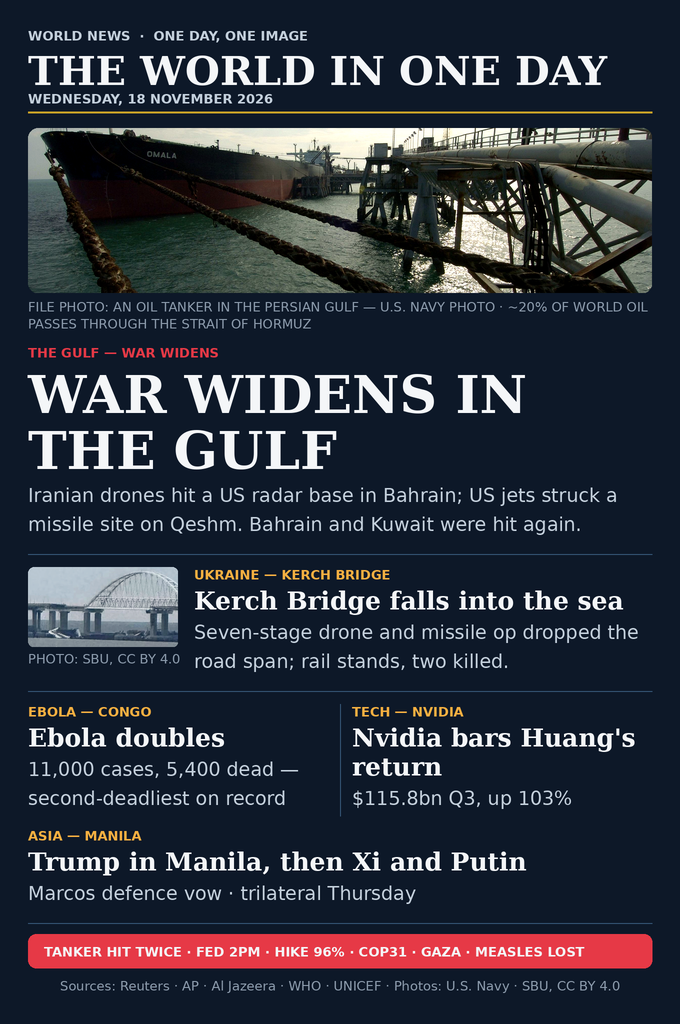 WORLD NEWS · ONE DAY, ONE IMAGE
THE WORLD IN ONE DAY
WEDNESDAY, 18 NOVEMBER 2026
OMALA
FILE PHOTO: AN OIL TANKER IN THE PERSIAN GULF — U.S. NAVY PHOTO · ~20% OF WORLD OIL
PASSES THROUGH THE STRAIT OF HORMUZ
THE GULF — WAR WIDENS
WAR WIDENS IN
THE GULF
Iranian drones hit a US radar base in Bahrain; US jets struck a
missile site on Qeshm. Bahrain and Kuwait were hit again.
UKRAINE — KERCH BRIDGE
Kerch Bridge falls into the sea
Seven-stage drone and missile op dropped the
road span; rail stands, two killed.
PHOTO: SBU, CC BY 4.0
EBOLA — CONGO
Ebola doubles
11,000 cases, 5,400 dead —
second-deadliest on record
TECH — NVIDIA
Nvidia bars Huang's
return
$115.8bn Q3, up 103%
ASIA — MANILA
Trump in Manila, then Xi and Putin
Marcos defence vow · trilateral Thursday
TANKER HIT TWICE · FED 2PM · HIKE 96% · COP31 · GAZA · MEASLES LOST
Sources: Reuters · AP · Al Jazeera · WHO · UNICEF · Photos: U.S. Navy · SBU, CC BY 4.0